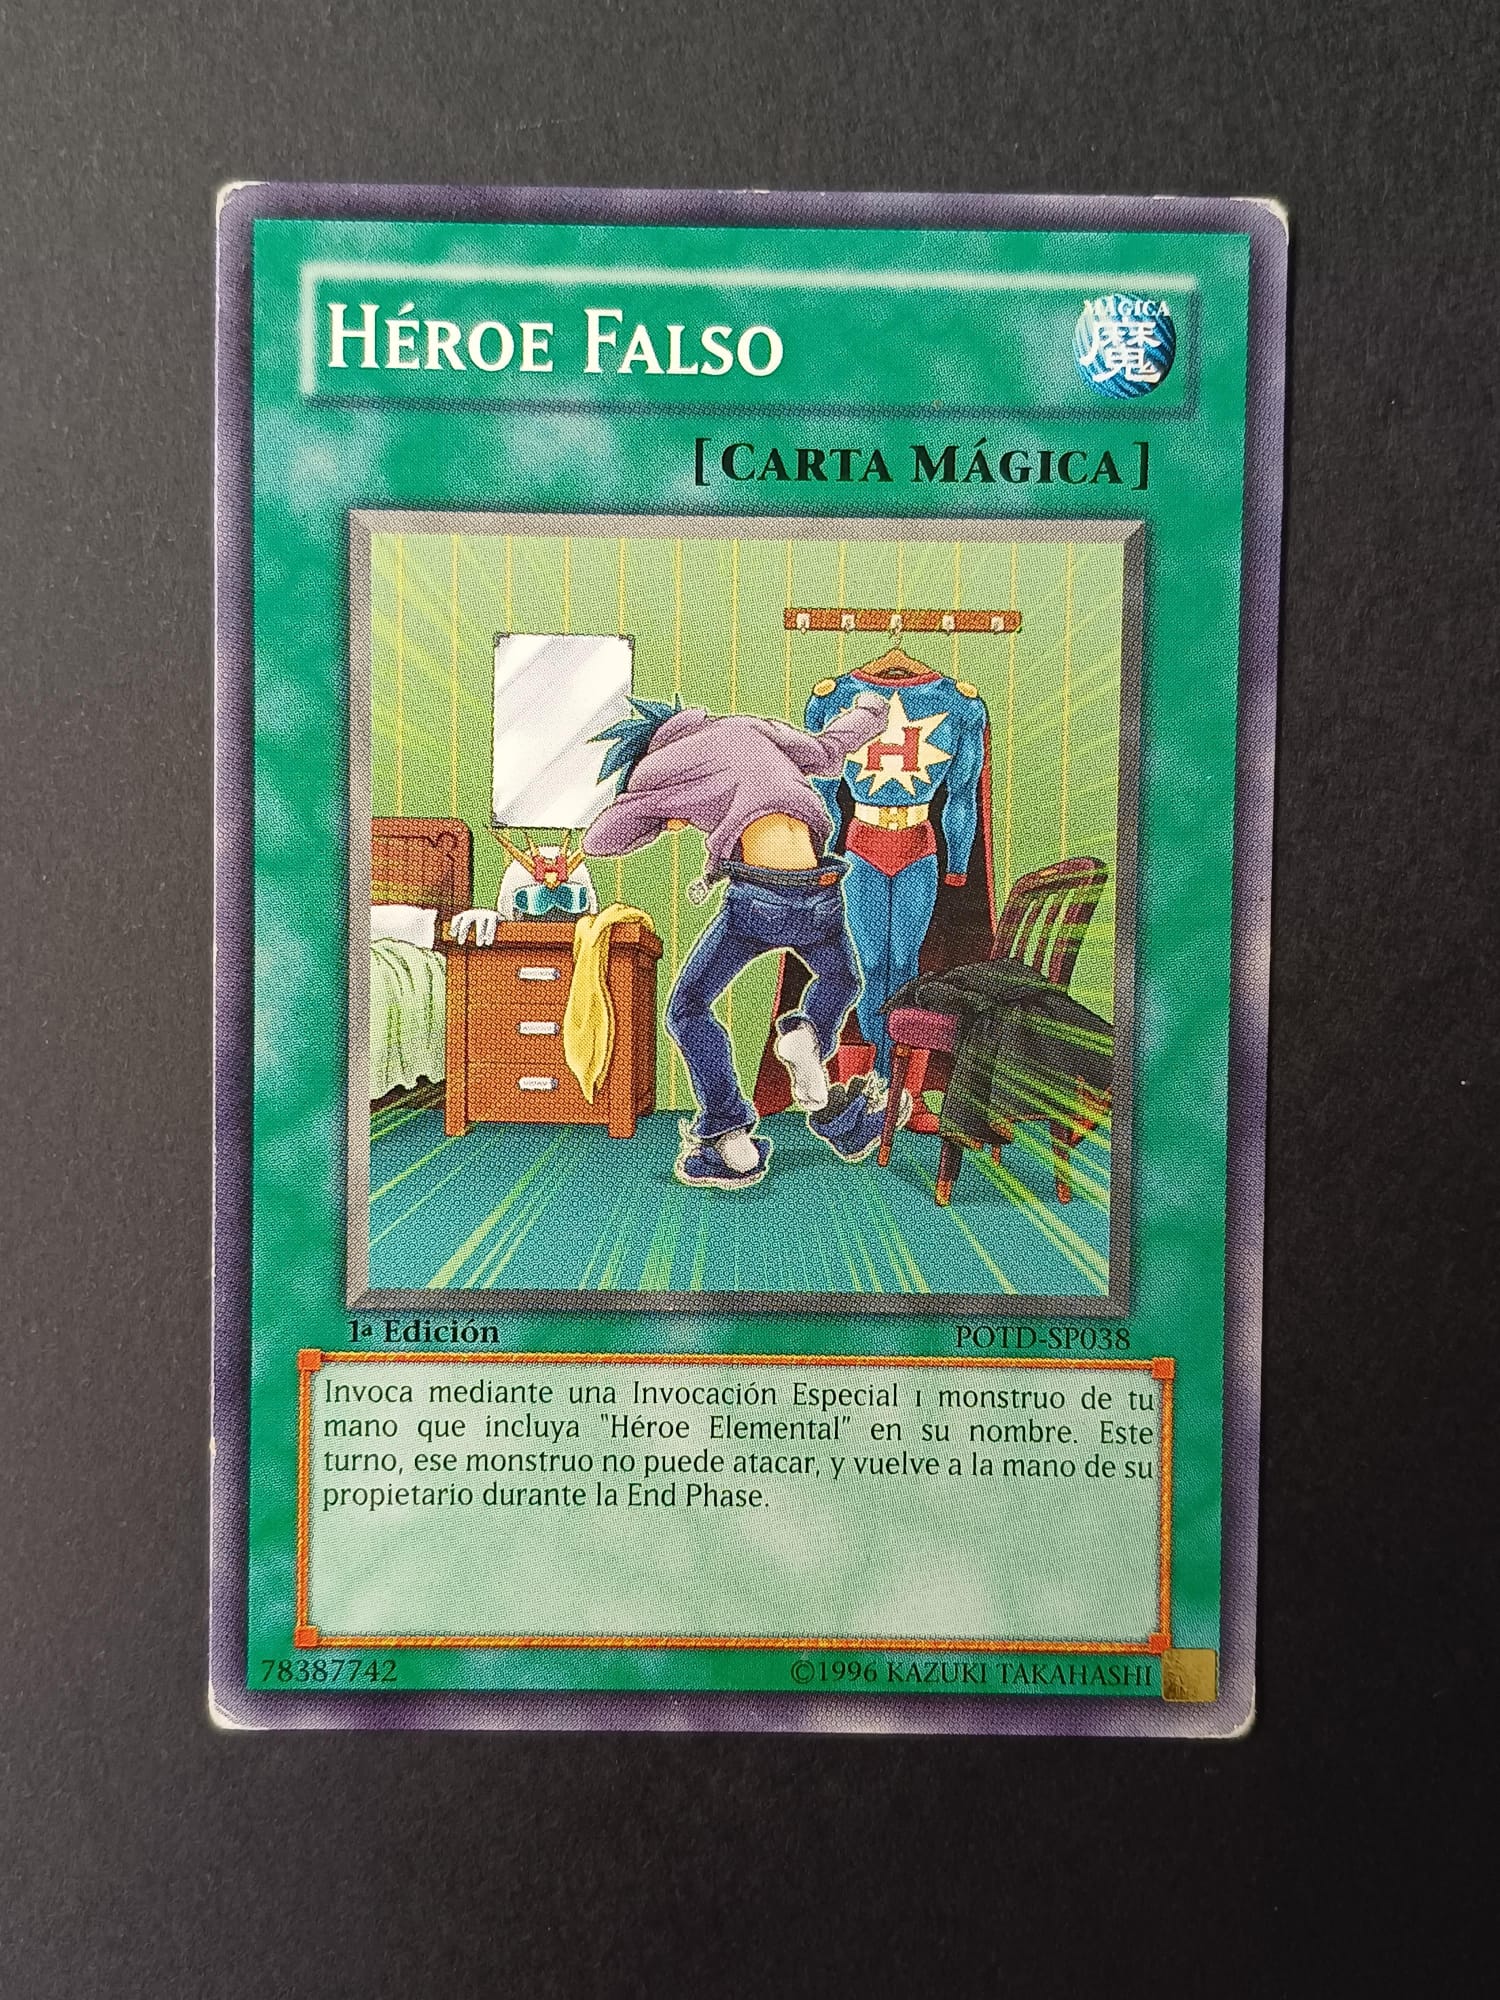 HÉROE FALSO
MÁGICA
魔
[CARTA MÁGICA]
H
H
H
1ª Edición
POTD-SP038
Invoca mediante una Invocación Especial 1 monstruo de tu
mano que incluya "Héroe Elemental" en su nombre. Este
turno, ese monstruo no puede atacar, y vuelve a la mano de su
propietario durante la End Phase.
78387742
©1996 KAZUKI TAKAHASHI